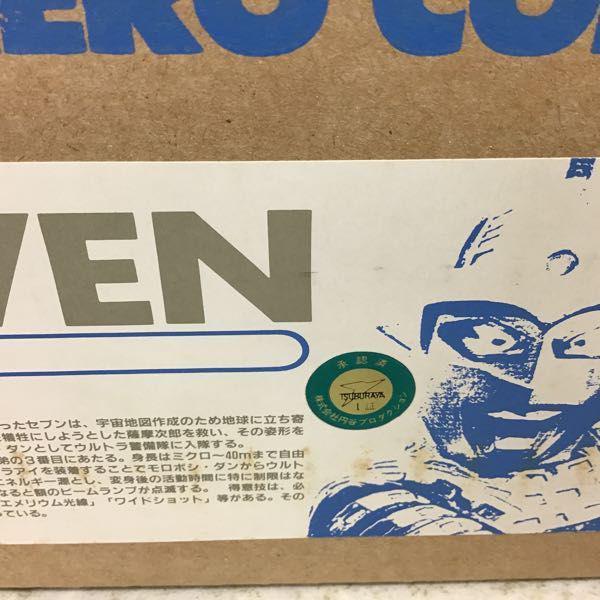 ERO CO
VEN
承認済
TSUBURAYA
株式会社円谷プロダクション
ったセブンは、宇宙地図作成のため地球に立ち寄
犠牲にしようとした薩摩次郎を救い、その姿形を
・ダンとしてウルトラ警備隊に入隊する。
弟の3番目にあたる。身長はミクロ〜40mまで自由
ラアイを装着することでモロボシ・ダンからウルト
エネルギー源とし、変身後の活動時間に特に制限はな
なると額のビームランプが点滅する。 得意技は、必
エメリウム光線」「ワイドショット」等がある。その
っている。